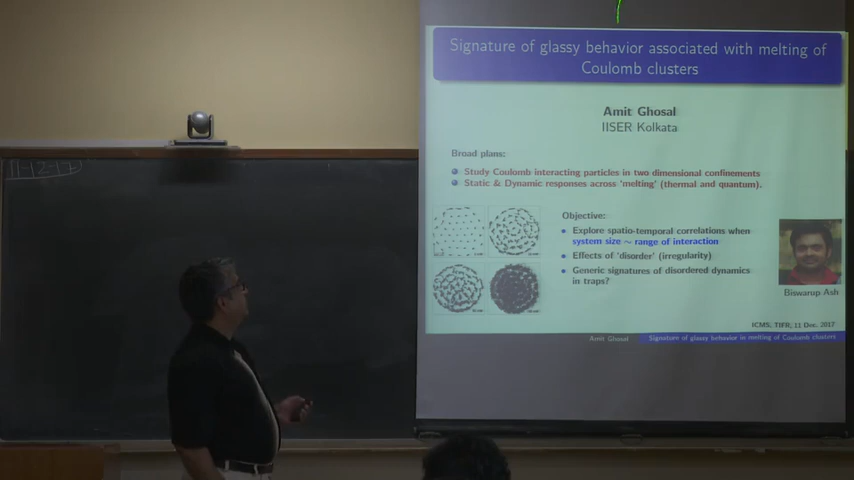 11-12-17
Signature of glassy behavior associated with melting of
Coulomb clusters
Amit Ghosal
IISER Kolkata
Broad plans:
Study Coulomb interacting particles in two dimensional confinements
Static & Dynamic responses across 'melting' (thermal and quantum).
Objective:
Explore spatio-temporal correlations when
system size ~ range of interaction
Effects of 'disorder' (irregularity)
Generic signatures of disordered dynamics
in traps?
Biswarup Ash
ICMS, TIFR, 11 Dec. 2017
Amit Ghosal Signature of glassy behavior in melting of Coulomb clusters